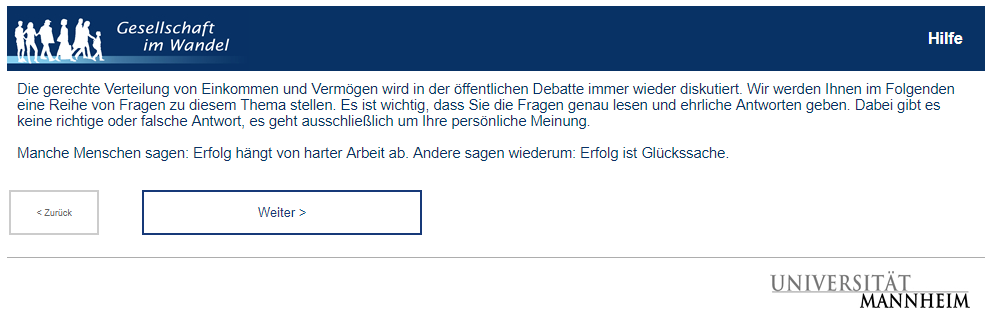 Gesellschaft
im Wandel
Hilfe
Die gerechte Verteilung von Einkommen und Vermögen wird in der öffentlichen Debatte immer wieder diskutiert. Wir werden Ihnen im Folgenden
eine Reihe von Fragen zu diesem Thema stellen. Es ist wichtig, dass Sie die Fragen genau lesen und ehrliche Antworten geben. Dabei gibt es
keine richtige oder falsche Antwort, es geht ausschließlich um Ihre persönliche Meinung.
Manche Menschen sagen: Erfolg hängt von harter Arbeit ab. Andere sagen wiederum: Erfolg ist Glückssache.
< Zurück
Weiter >
UNIVERSITÄT
MANNHEIM